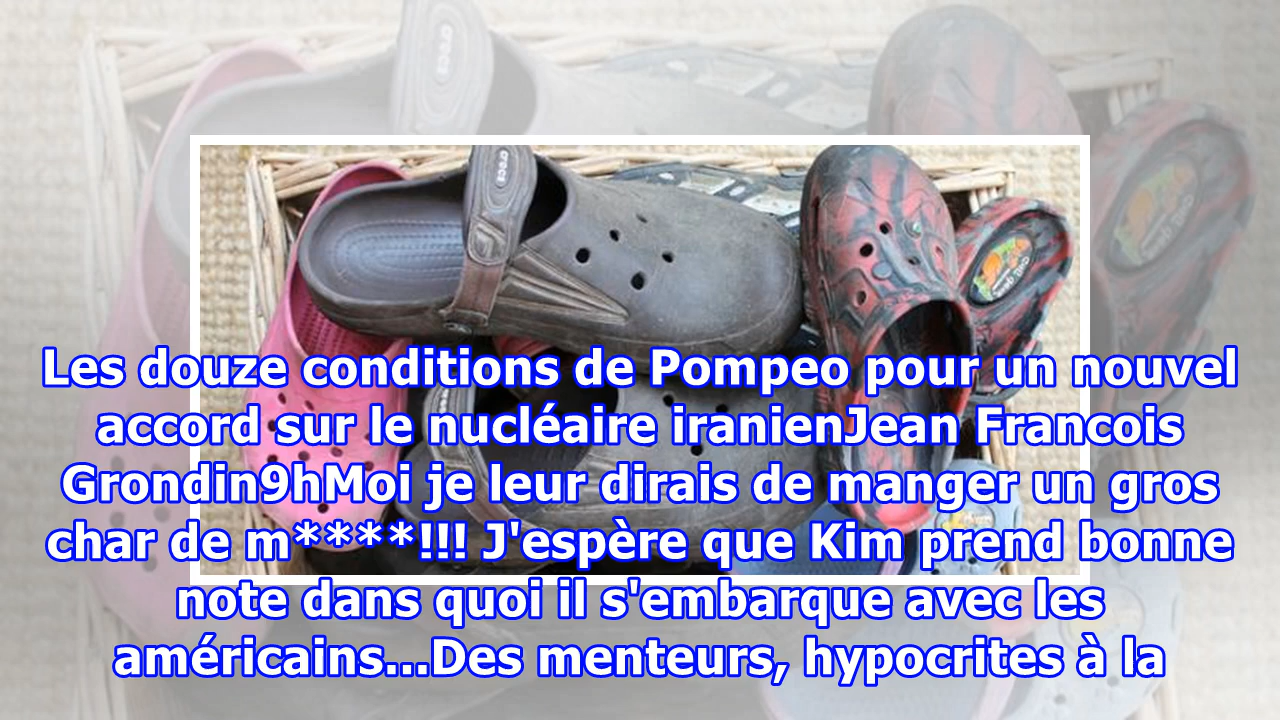 crocs
Les douze conditions de Pompeo pour un nouvel
accord sur le nucléaire iranienJean Francois
Grondin9hMoi je leur dirais de manger un gros
char de m****!!! J'espère que Kim prend bonne
note dans quoi il s'embarque avec les
américains...Des menteurs, hypocrites à la